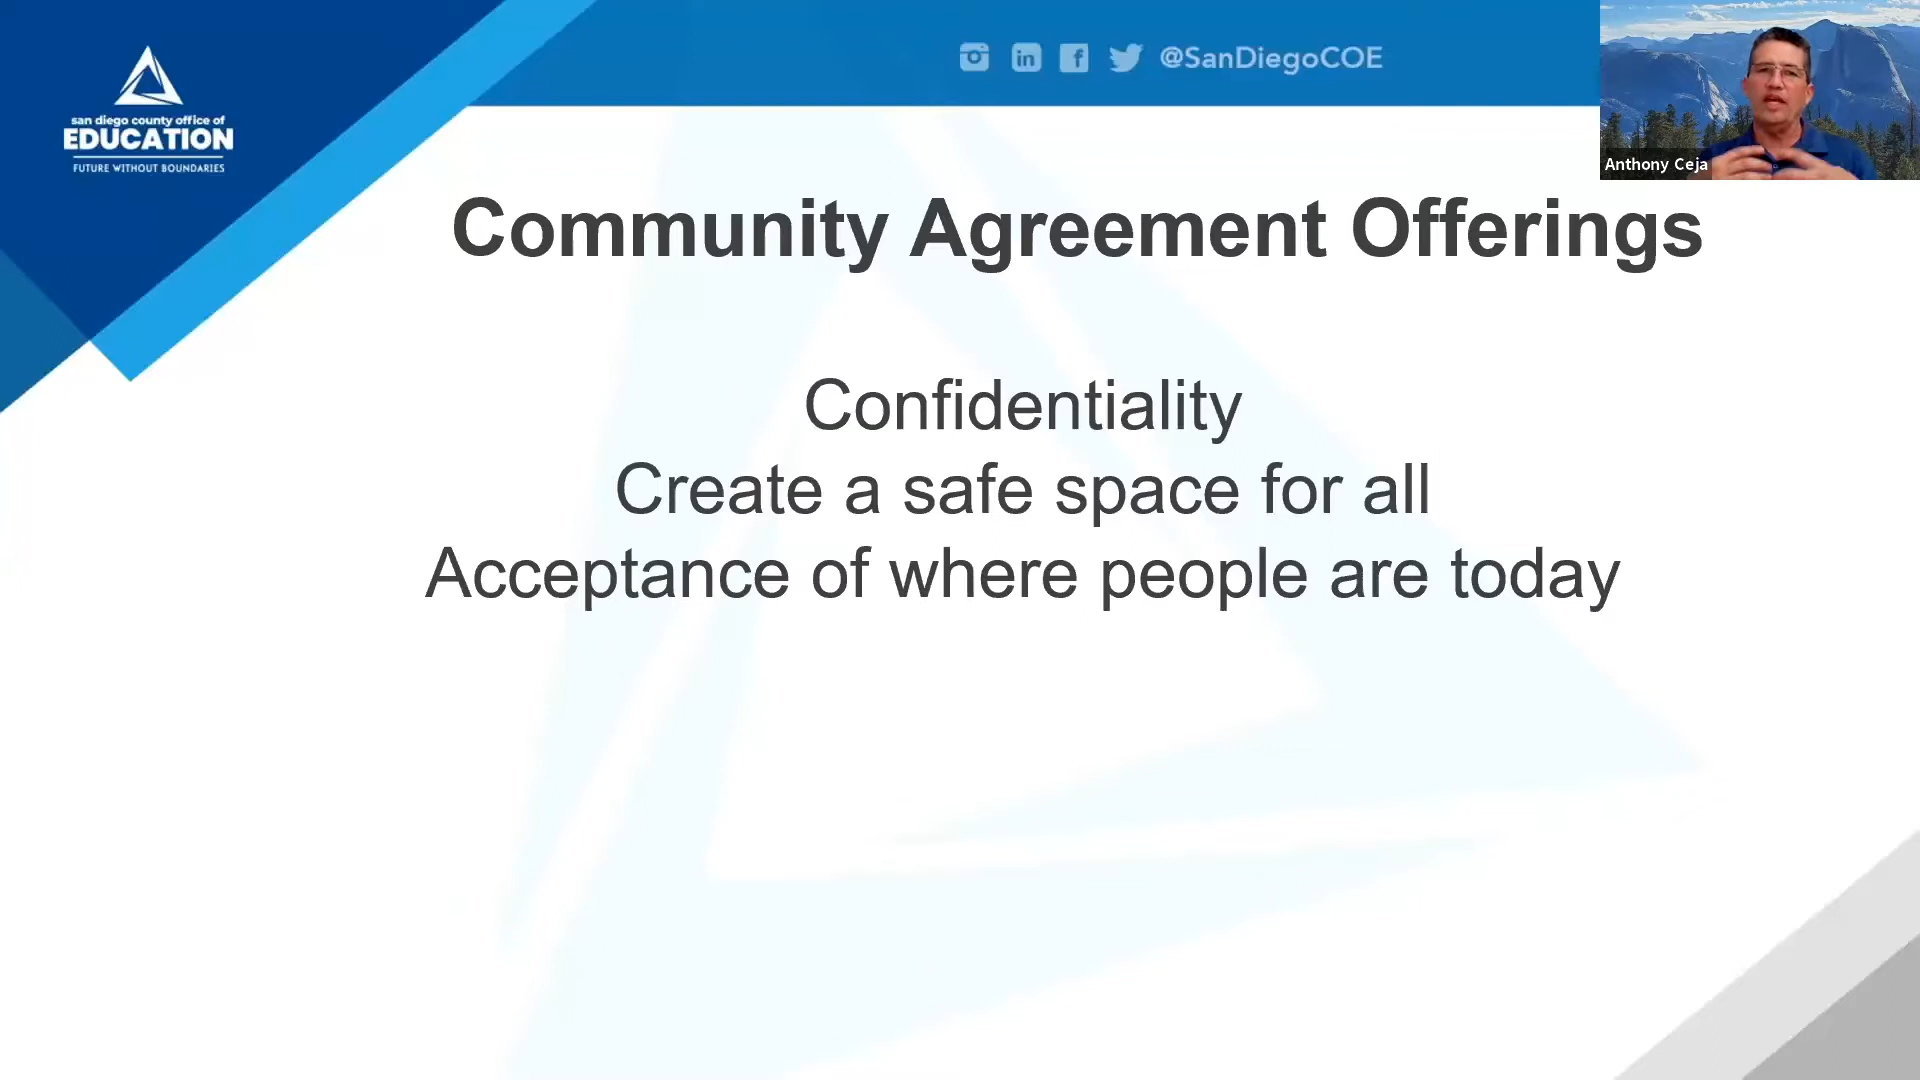 san diego county office of
EDUCATION
FUTURE WITHOUT BOUNDARIES
@SanDiegoCOE
Anthony Ceja
Community Agreement Offerings
Confidentiality
Create a safe space for all
Acceptance of where people are today